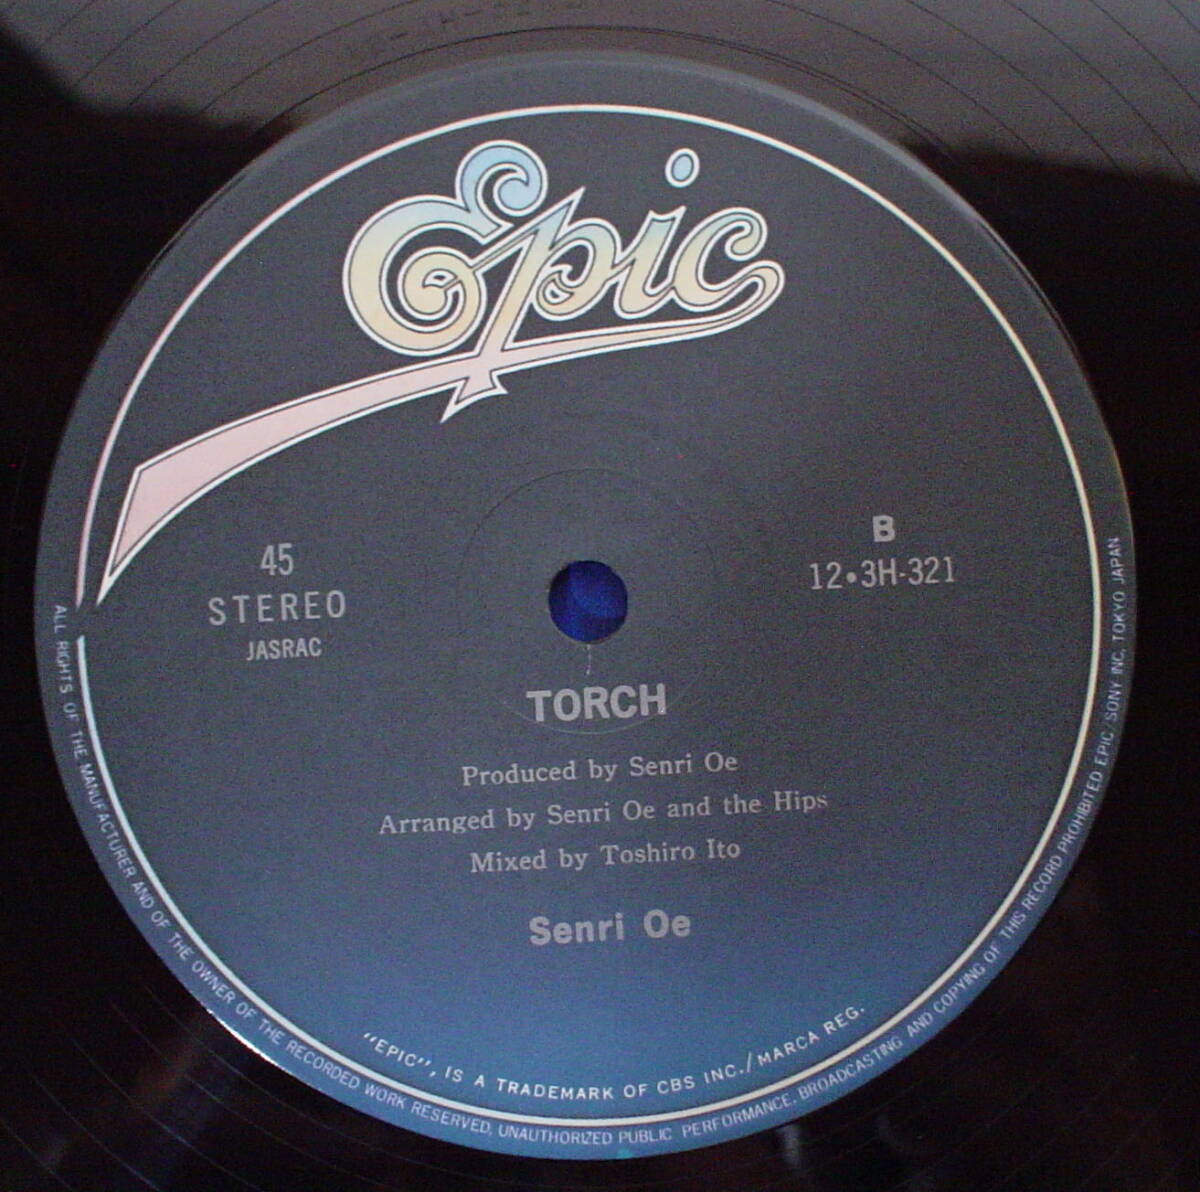 Epic
45
STEREO
JASRAC
B
12•3H-321
TORCH
Produced by Senri Oe
Arranged by Senri Oe and the Hips
Mixed by Toshiro Ito
Senri Oe
"EPIC", IS A TRADEMARK OF CBS INC./MARCA REG.
ALL RIGHTS OF THE MANUFACTURER AND OF THE OWNER OF THE RECORDED WORK RESERVED, UNAUTHORIZED PUBLIC PERFORMANCE, BROADCASTING AND COPYING OF THIS RECORD PROHIBITED EPIC/SONY INC, TOKYO JAPAN